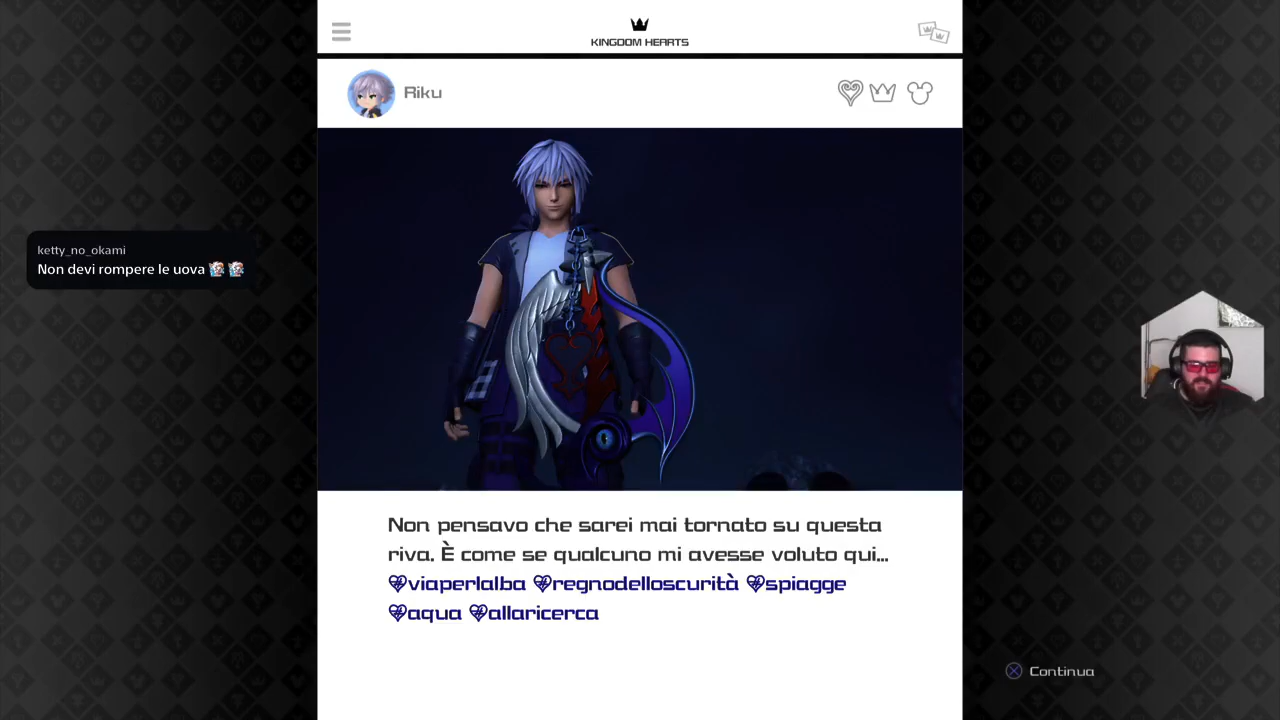 KINGDOM HEARTS
Riku
ketty_no_okami
Non devi rompere le uova
Non pensavo che sarei mai tornato su questa
riva. È come se qualcuno mi avesse voluto qui...
#viaperlalba #regnodelloscurità #spiagge
#aqua #allaricerca
Continua